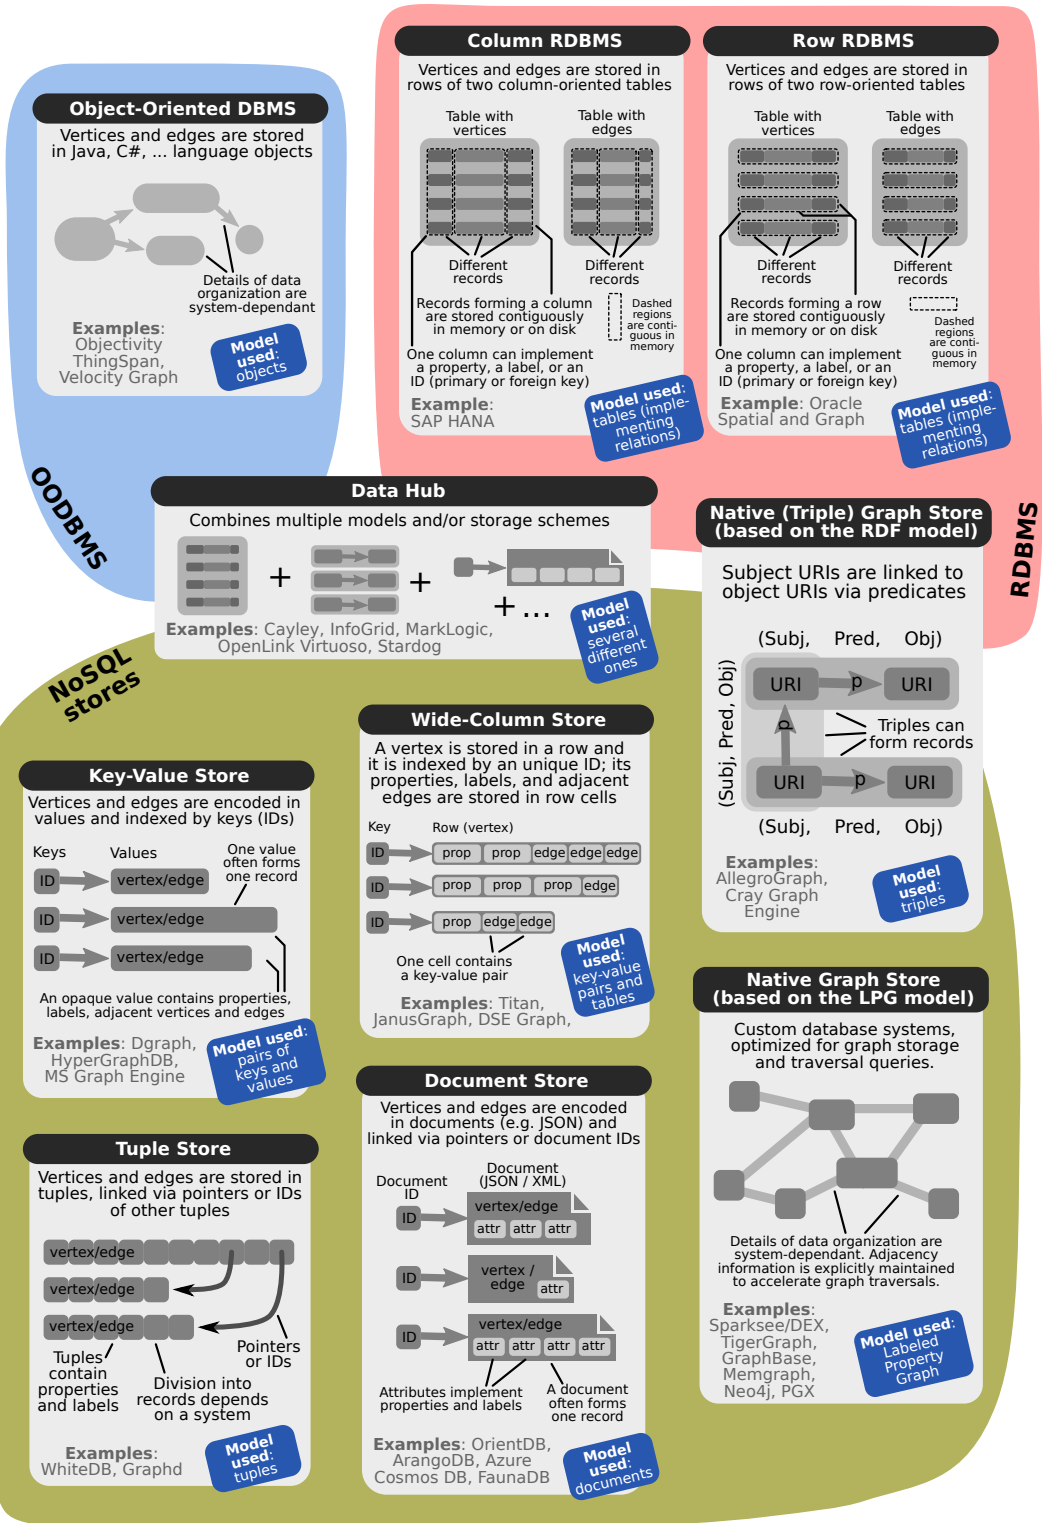 Object-Oriented DBMS
Vertices and edges are stored
in Java, C#, ... language objects
Details of data
organization are
system-dependant
Examples:
Objectivity
ThingSpan,
Velocity Graph
Model
used:
objects
OODBMS
Column RDBMS
Vertices and edges are stored in
rows of two column-oriented tables
Table with
vertices
Table with
edges
Different
records
Different
records
Records forming a column
are stored contiguously
in memory or on disk
Dashed
regions
are conti-
guous in
memory
One column can implement
a property, a label, or an
ID (primary or foreign key)
Example:
SAP HANA
Model used:
tables (imple-
menting
relations)
Row RDBMS
Vertices and edges are stored in
rows of two row-oriented tables
Table with
vertices
Table with
edges
Different
records
Different
records
Records forming a row
are stored contiguously
in memory or on disk
Dashed
regions
are conti-
guous in
memory
One column can implement
a property, a label, or an
ID (primary or foreign key)
Example: Oracle
Spatial and Graph
Model used:
tables (imple-
menting
relations)
RDBMS
Data Hub
Combines multiple models and/or storage schemes
+
+
+ ...
Examples: Cayley, InfoGrid, MarkLogic,
OpenLink Virtuoso, Stardog
Model
used:
several
different
ones
Native (Triple) Graph Store
(based on the RDF model)
Subject URIs are linked to
object URIs via predicates
(Subj, Pred, Obj)
(Subj, Pred, Obj)
URI p URI
p
Triples can
form records
URI p URI
(Subj, Pred, Obj)
Examples:
AllegroGraph,
Cray Graph
Engine
Model
used:
triples
NoSQL
stores
Key-Value Store
Vertices and edges are encoded in
values and indexed by keys (IDs)
Keys
Values
One value
often forms
one record
ID vertex/edge
ID vertex/edge
ID vertex/edge
An opaque value contains properties,
labels, adjacent vertices and edges
Examples: Dgraph,
HyperGraphDB,
MS Graph Engine
Model used:
pairs of
keys and
values
Wide-Column Store
A vertex is stored in a row and
it is indexed by an unique ID; its
properties, labels, and adjacent
edges are stored in row cells
Key
Row (vertex)
ID prop prop edge edge edge
ID prop prop prop edge
ID prop edge edge
One cell contains
a key-value pair
Examples: Titan,
JanusGraph, DSE Graph,
Model
used:
key-value
pairs and
tables
Tuple Store
Vertices and edges are stored in
tuples, linked via pointers or IDs
of other tuples
vertex/edge
vertex/edge
vertex/edge
Tuples
contain
properties
and labels
Division into
records depends
on a system
Pointers
or IDs
Examples:
WhiteDB, Graphd
Model
used:
tuples
Document Store
Vertices and edges are encoded
in documents (e.g. JSON) and
linked via pointers or document IDs
Document
ID
Document
(JSON / XML)
ID vertex/edge
attr attr attr
ID vertex /
edge attr
ID vertex/edge
attr attr attr attr
Attributes implement
properties and labels
A document
often forms
one record
Examples: OrientDB,
ArangoDB, Azure
Cosmos DB, FaunaDB
Model
used:
documents
Native Graph Store
(based on the LPG model)
Custom database systems,
optimized for graph storage
and traversal queries.
Details of data organization are
system-dependant. Adjacency
information is explicitly maintained
to accelerate graph traversals.
Examples:
Sparksee/DEX,
TigerGraph,
GraphBase,
Memgraph,
Neo4j, PGX
Model used:
Labeled
Property
Graph